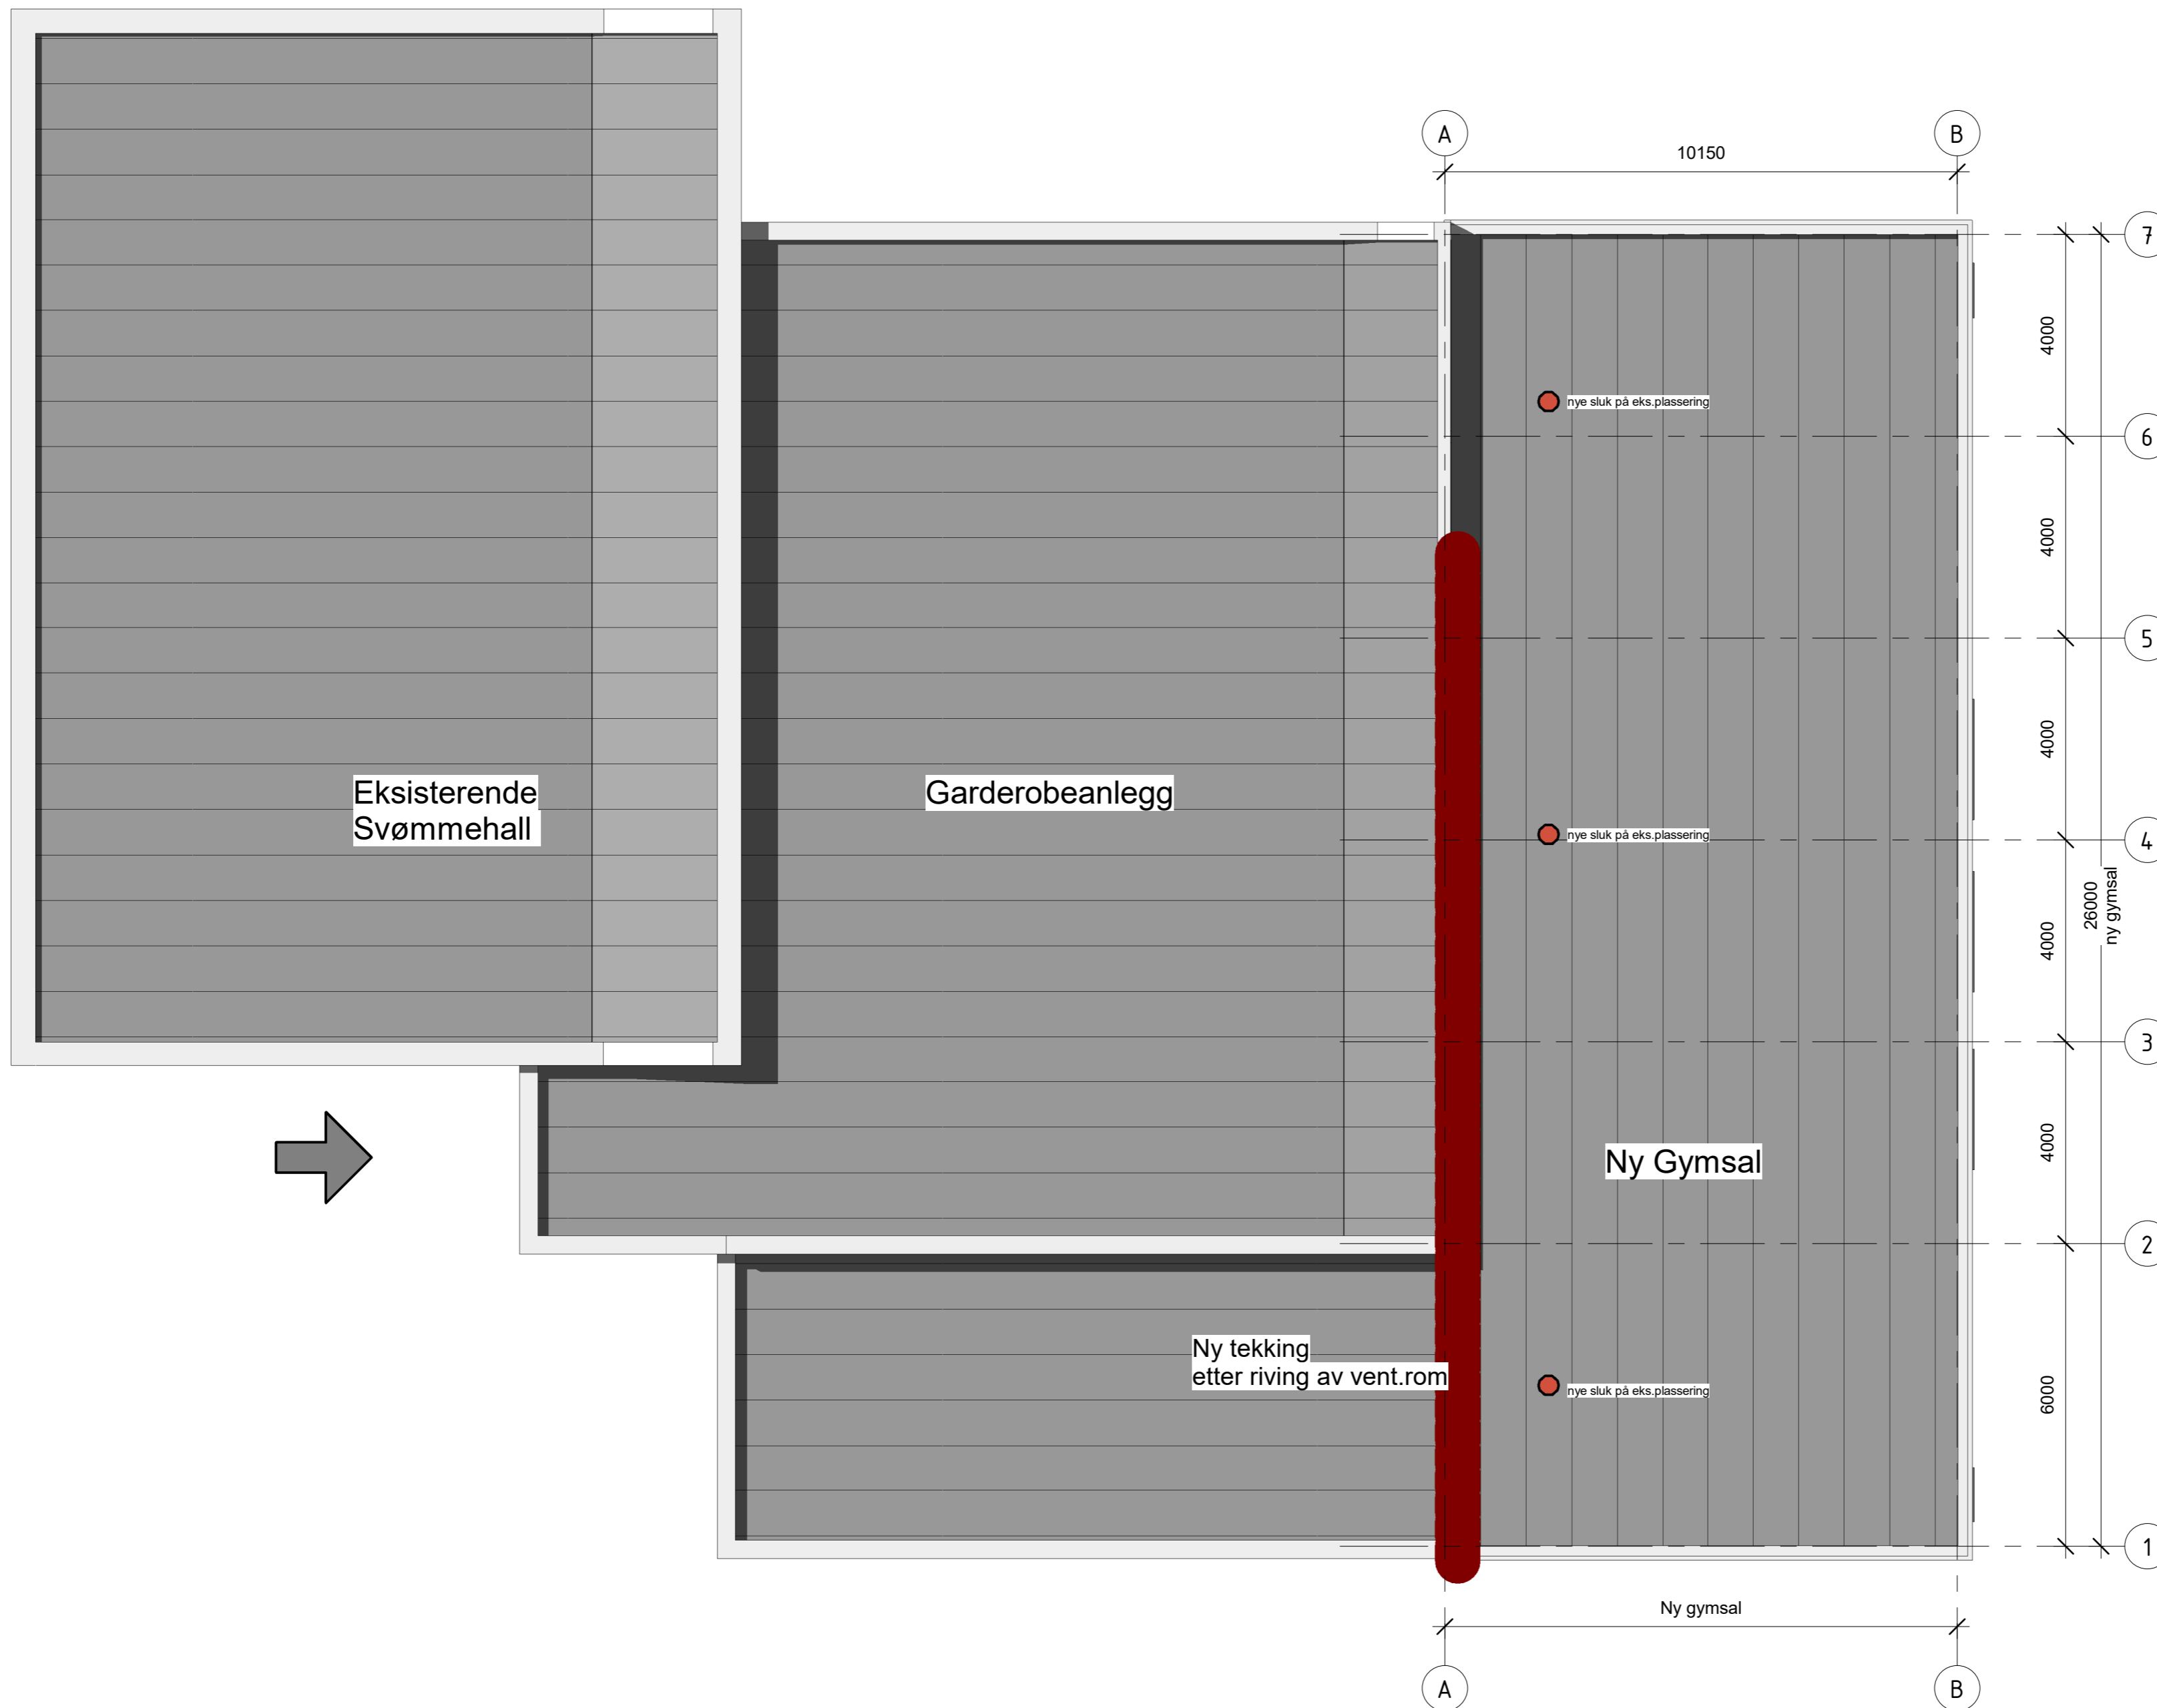 A
B
10150
7
4000
nye sluk på eks.plassering
6
4000
5
4000
Eksisterende
Svømmehall
Garderobeanlegg
nye sluk på eks.plassering
4
26000
ny gymsal
4000
3
4000
Ny Gymsal
2
Ny tekking
etter riving av vent.rom
nye sluk på eks.plassering
6000
1
Ny gymsal
A
B